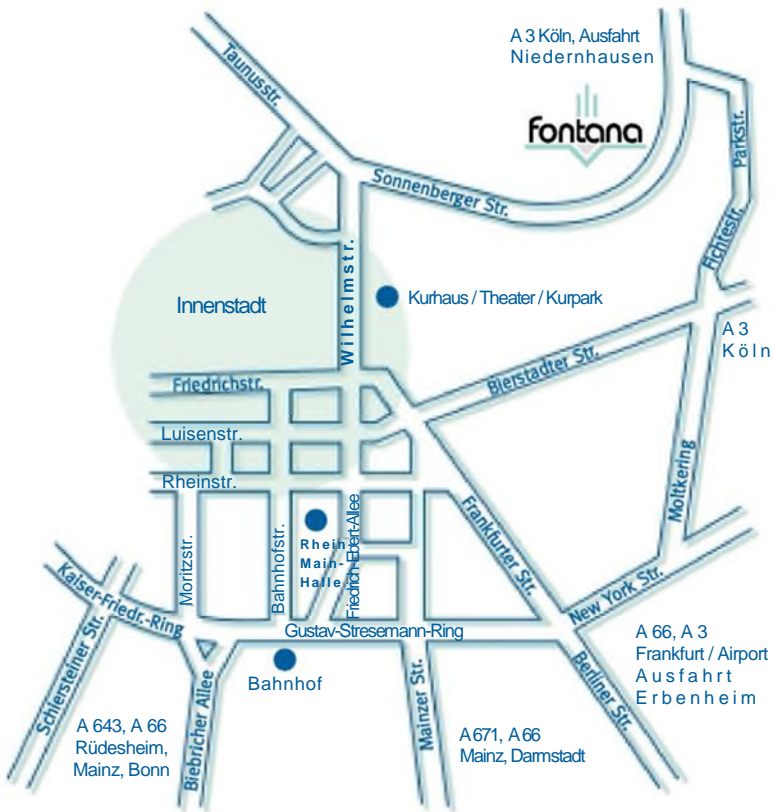 A 3 Köln, Ausfahrt
Niedernhausen
Taunusstr.
fontana
Parkstr.
Sonnenberger Str.
Fichtestr.
Wilhelmstr.
Innenstadt
Kurhaus / Theater / Kurpark
A 3
Köln
Friedrichstr.
Bierstadter Str.
Luisenstr.
Rheinstr.
Moltkering
Frankfurter Str.
Rhein
Main-
Halle
Friedrich-Ebert-Allee
Bahnhofstr.
Moritzstr.
Kaiser-Friedr.-Ring
New York Str.
Gustav-Stresemann-Ring
Schiersteiner Str.
A 66, A 3
Frankfurt / Airport
Ausfahrt
Erbenheim
Bahnhof
Berliner Str.
Biebricher Allee
Mainzer Str.
A 643, A 66
Rüdesheim,
Mainz, Bonn
A 671, A 66
Mainz, Darmstadt